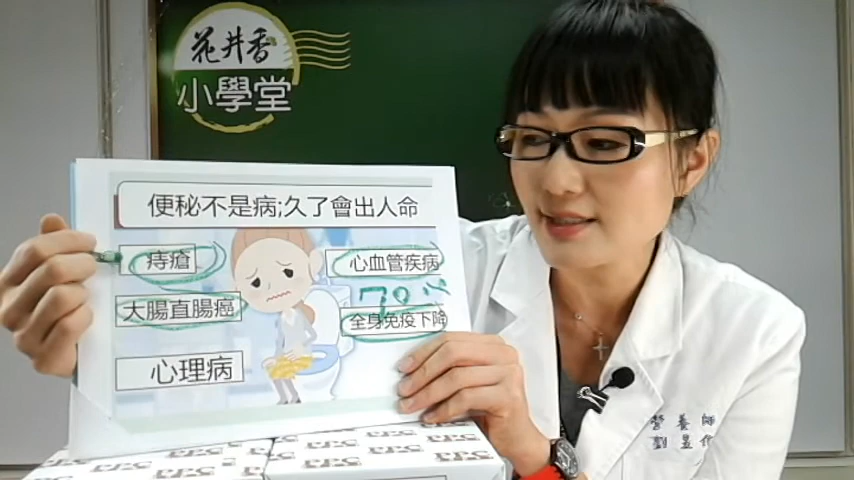 花井香
小學堂
便秘不是病;久了會出人命
痔瘡
心血管疾病
大腸直腸癌
70%
全身免疫下降
心理病
營養師